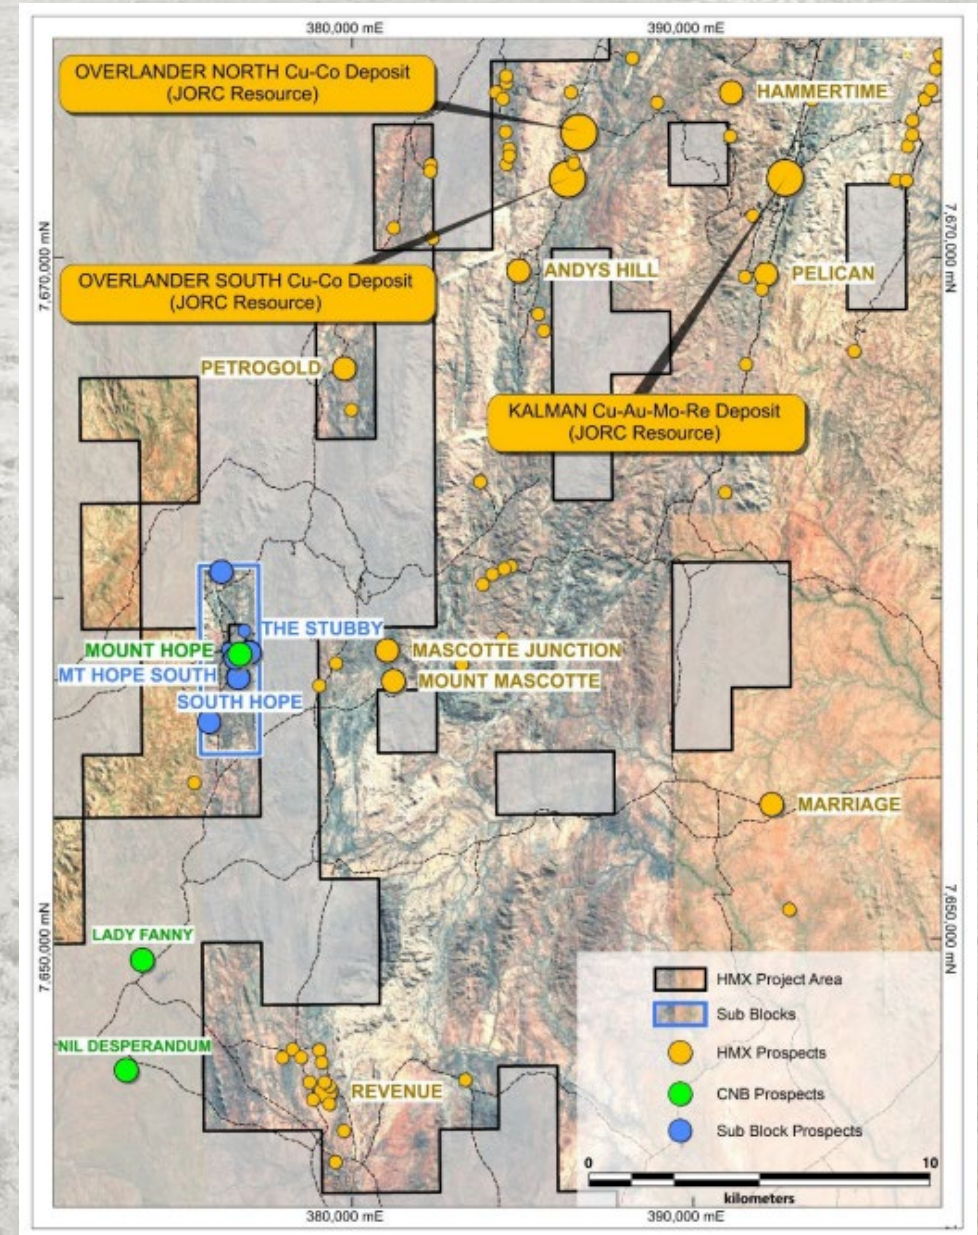 380,000 mE
390,000 mE
OVERLANDER NORTH Cu-Co Deposit
(JORC Resource)
HAMMERTIME
7,670,000 mN
7,670,000 mN
OVERLANDER SOUTH Cu-Co Deposit
(JORC Resource)
ANDYS HILL
PELICAN
PETROGOLD
KALMAN Cu-Au-Mo-Re Deposit
(JORC Resource)
THE STUBBY
MOUNT HOPE
MT HOPE SOUTH
SOUTH HOPE
MASCOTTE JUNCTION
MOUNT MASCOTTE
MARRIAGE
7,650,000 mN
7,650,000 mN
LADY FANNY
NIL DESPERANDUM
REVENUE
HMX Project Area
Sub Blocks
HMX Prospects
CNB Prospects
Sub Block Prospects
0
10
kilometers
380,000 mE
390,000 mE